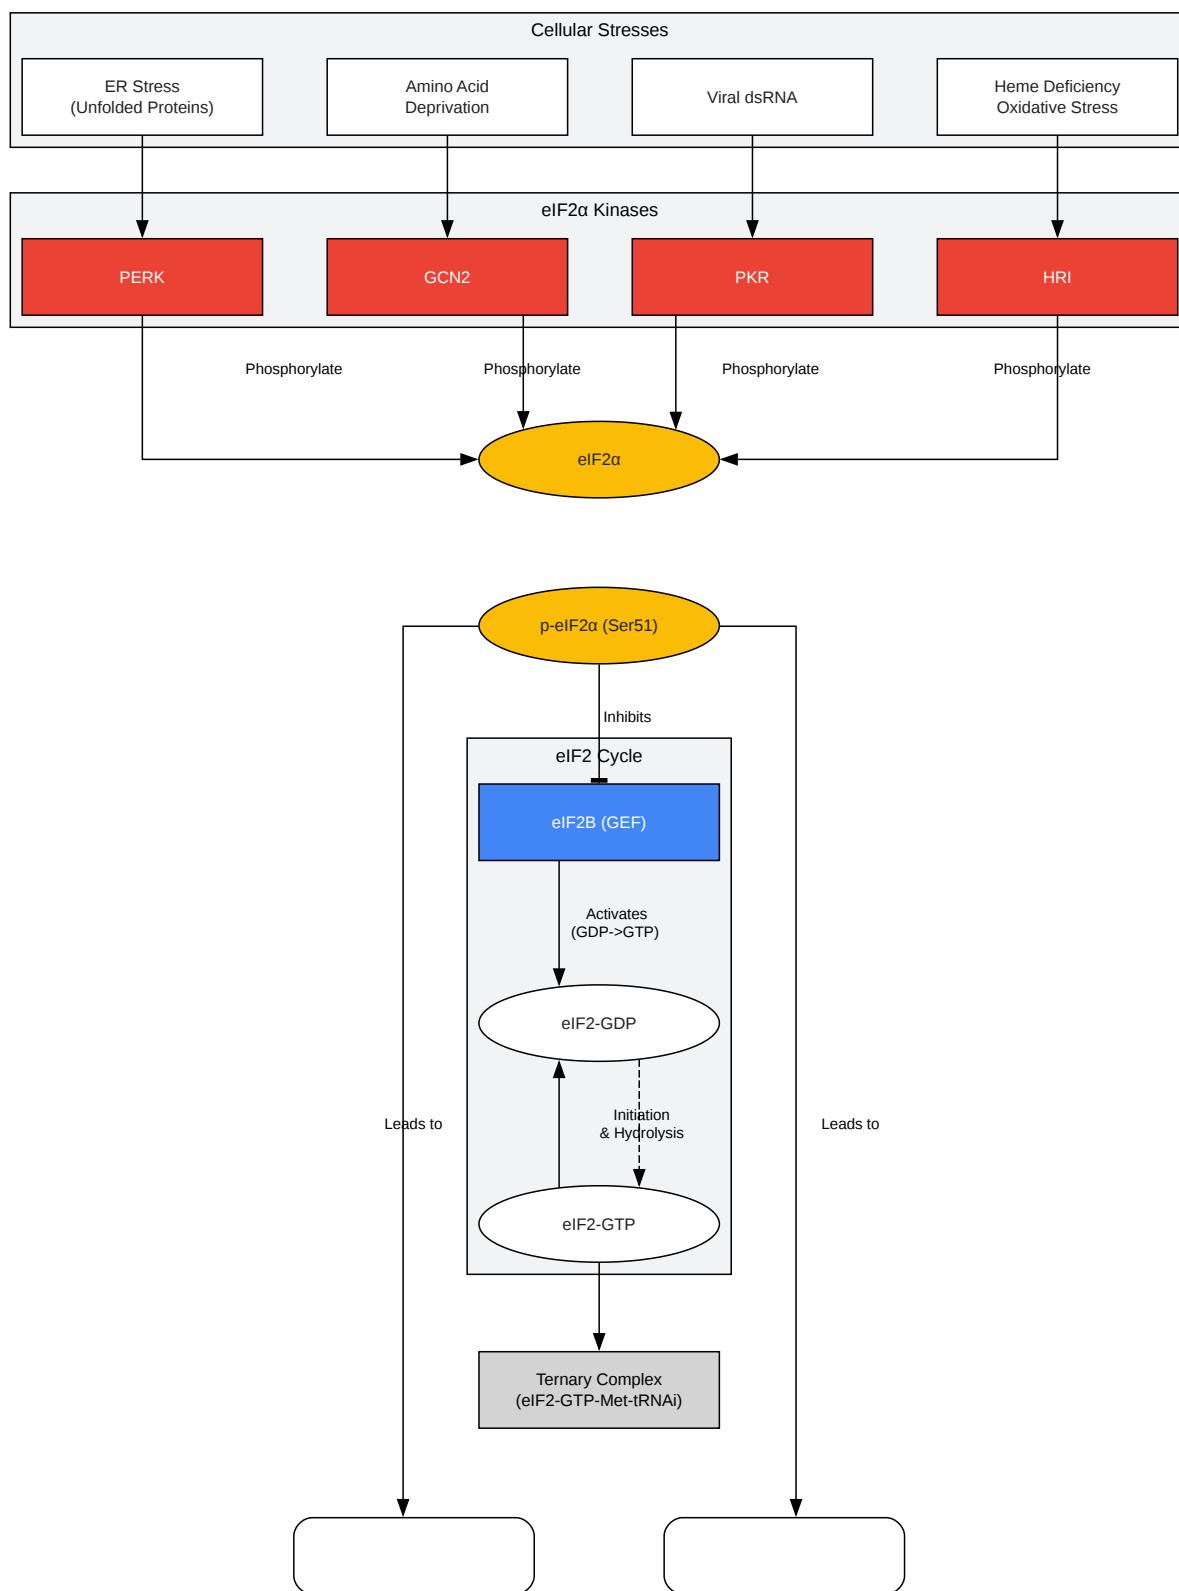 Cellular Stresses
ER Stress
(Unfolded Proteins)
Amino Acid
Deprivation
Viral dsRNA
Heme Deficiency
Oxidative Stress
eIF2α Kinases
PERK
GCN2
PKR
HRI
Phosphorylate
Phosphorylate
Phosphorylate
Phosphorylate
eIF2α
p-eIF2α (Ser51)
Inhibits
eIF2 Cycle
eIF2B (GEF)
Activates
(GDP->GTP)
eIF2-GDP
Leads to
Initiation
& Hydrolysis
Leads to
eIF2-GTP
Ternary Complex
(eIF2-GTP-Met-tRNAi)